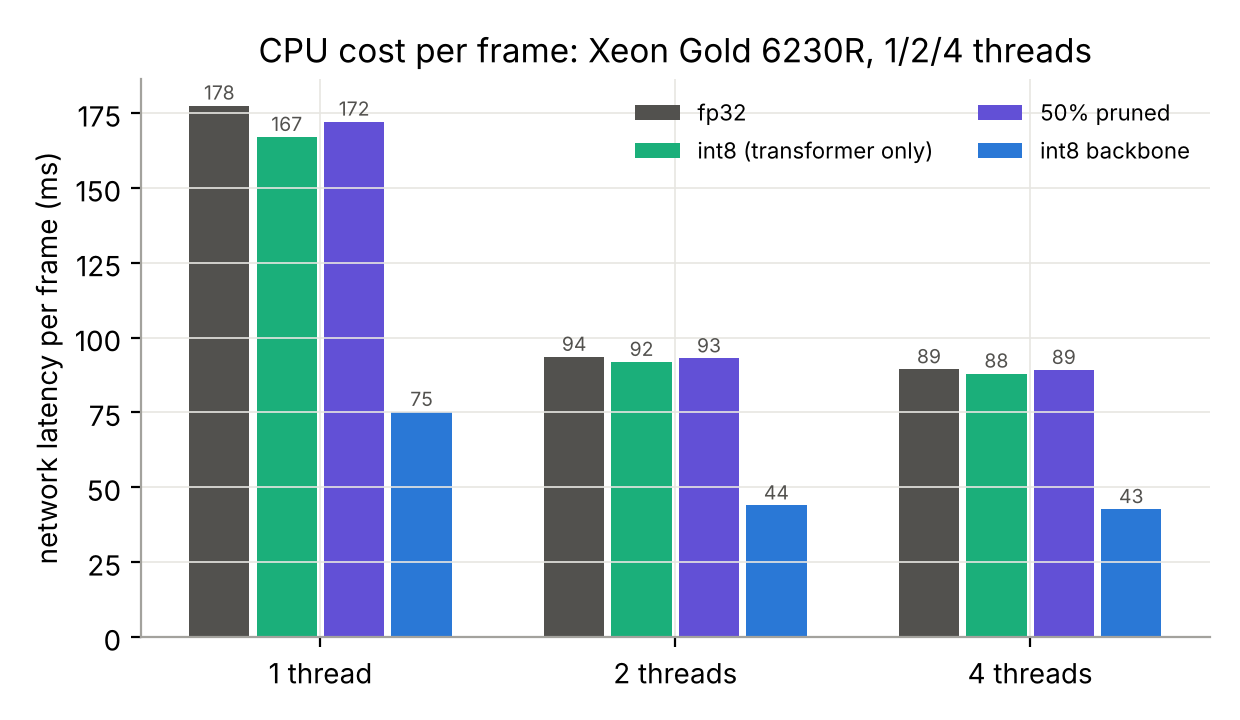 CPU cost per frame: Xeon Gold 6230R, 1/2/4 threads
network latency per frame (ms)
175
150
125
100
75
50
25
0
fp32
int8 (transformer only)
50% pruned
int8 backbone
178
167
172
75
94
92
93
44
89
88
89
43
1 thread
2 threads
4 threads